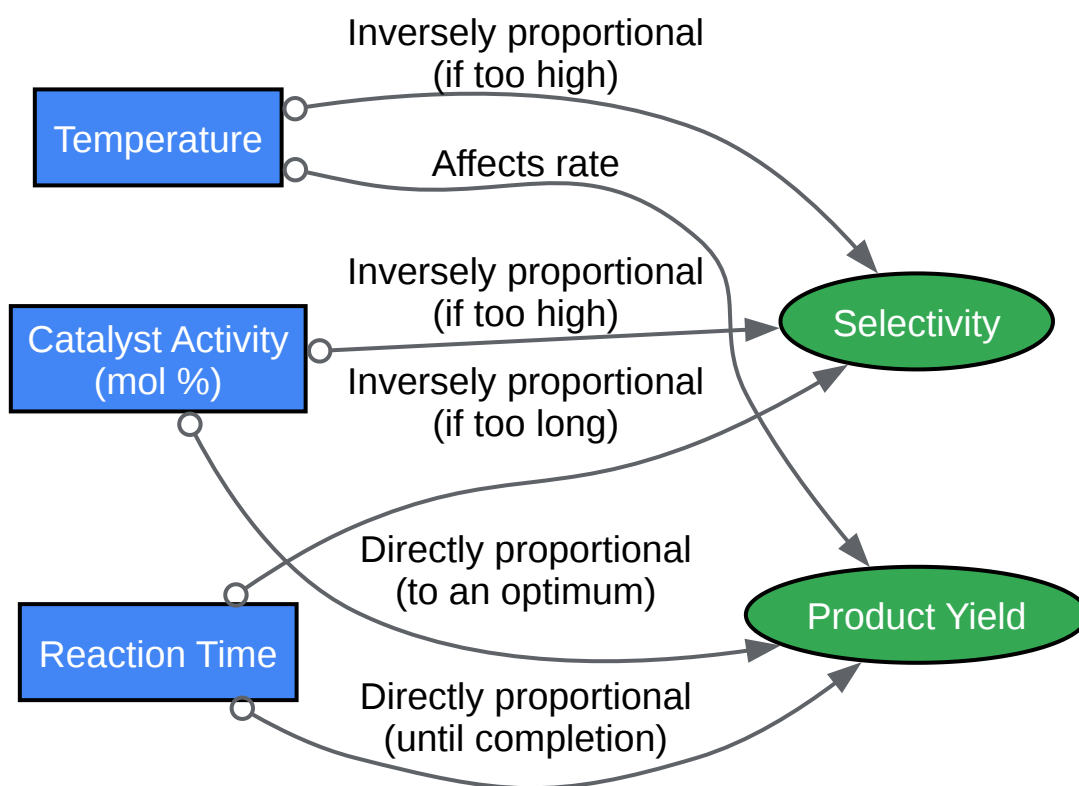 Inversely proportional
(if too high)
Temperature
Affects rate
Inversely proportional
(if too high)
Selectivity
Catalyst Activity
(mol %)
Inversely proportional
(if too long)
Directly proportional
(to an optimum)
Product Yield
Reaction Time
Directly proportional
(until completion)